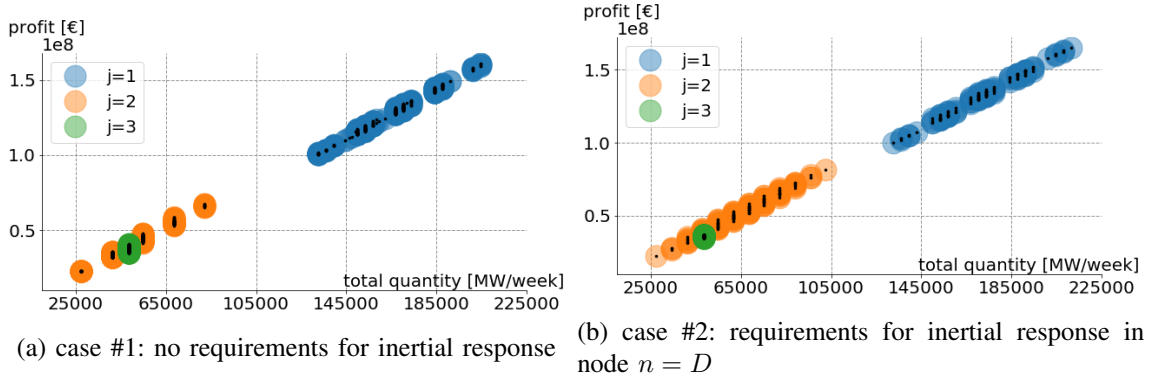 profit [€]
1e8
j=1
j=2
j=3
1.5
1.0
0.5
total quantity [MW/week]
25000 65000 105000 145000 185000 225000
(a) case #1: no requirements for inertial response
profit [€]
1e8
j=1
j=2
j=3
1.5
1.0
0.5
total quantity [MW/week]
25000 65000 105000 145000 185000 225000
(b) case #2: requirements for inertial response in
node n = D